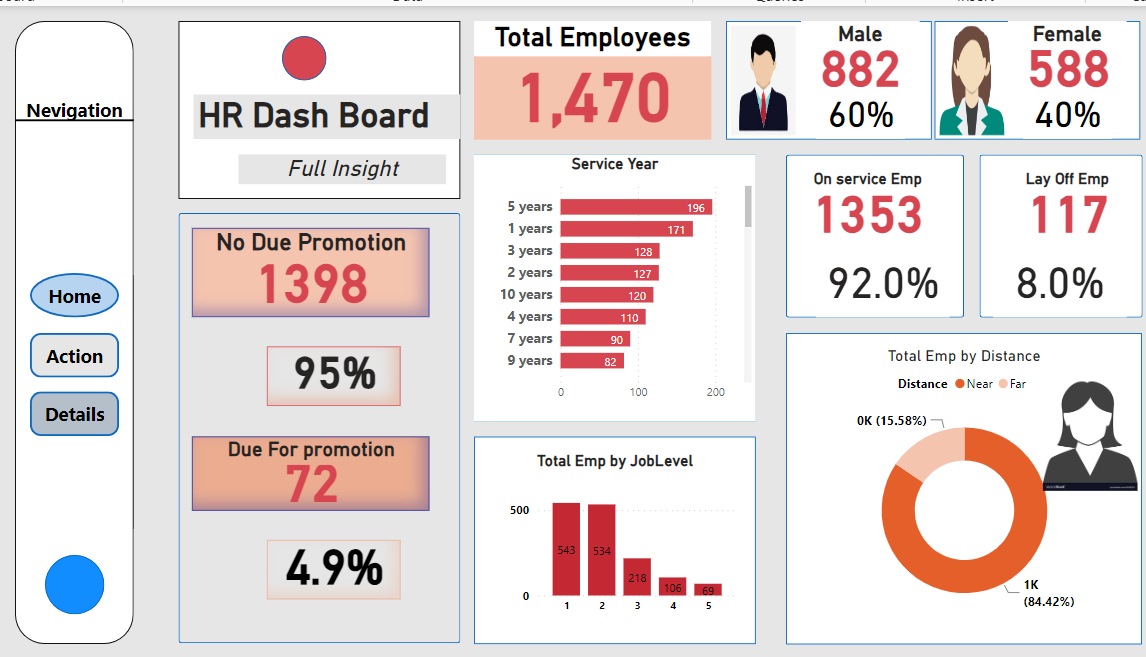 Nevigation
Home
Action
Details
HR Dash Board
Full Insight
No Due Promotion
1398
95%
Due For promotion
72
4.9%
Total Employees
1,470
Male
882
60%
Female
588
40%
Service Year
5 years 196
1 years 171
3 years 128
2 years 127
10 years 120
4 years 110
7 years 90
9 years 82
0 100 200
On service Emp
1353
92.0%
Lay Off Emp
117
8.0%
Total Emp by JobLevel
500
0
543 534 218 106 69
1 2 3 4 5
Total Emp by Distance
Distance Near Far
0K (15.58%)
1K
(84.42%)